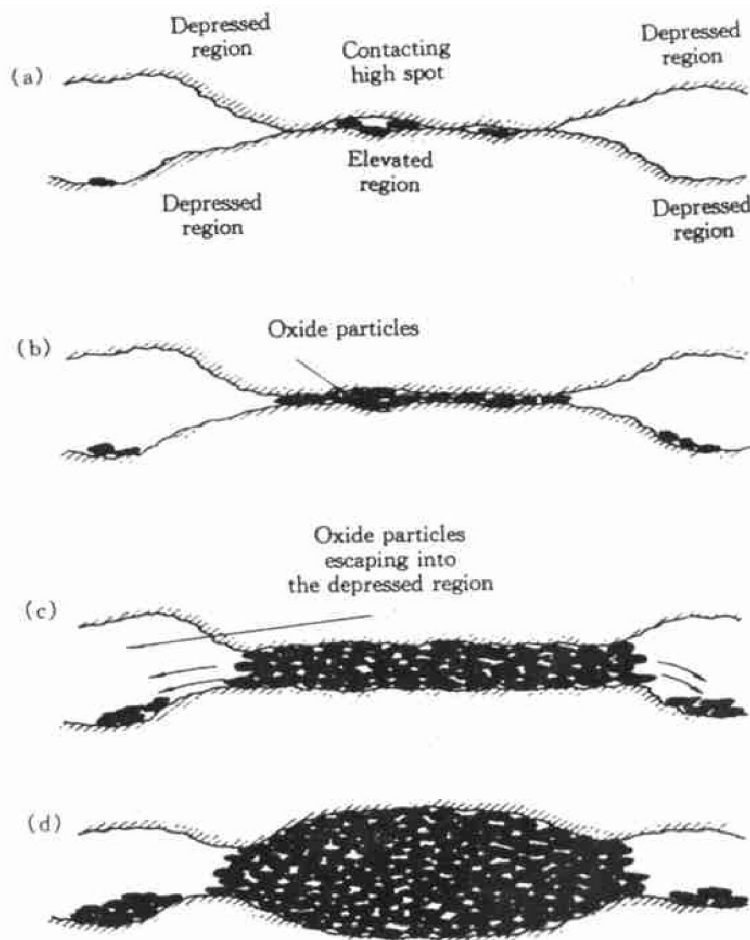 Depressed
region
Contacting
high spot
Depressed
region
(a)
Elevated
region
Depressed
region
Depressed
region
Oxide particles
(b)
Oxide particles
escaping into
the depressed region
(c)
(d)